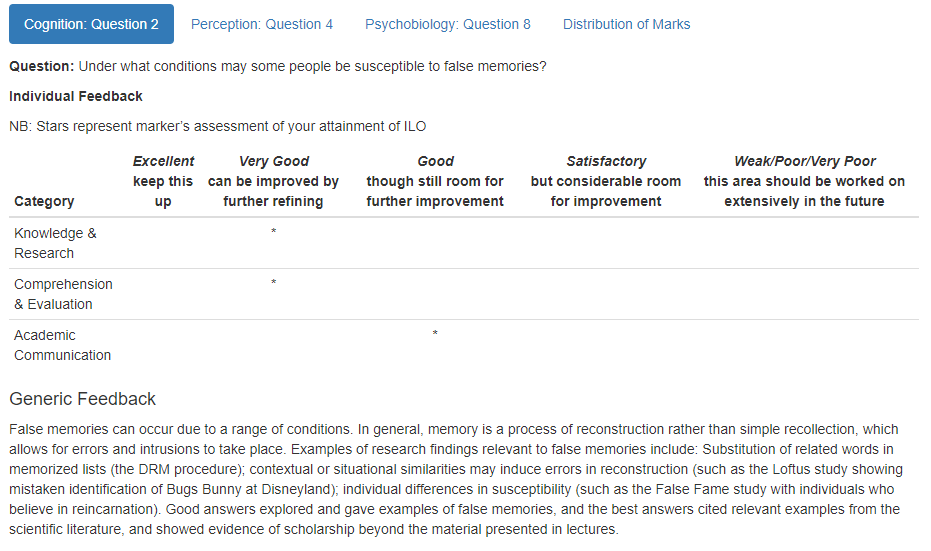 Cognition: Question 2 Perception: Question 4 Psychobiology: Question 8 Distribution of Marks
Question: Under what conditions may some people be susceptible to false memories?
Individual Feedback
NB: Stars represent marker's assessment of your attainment of ILO
Excellent Very Good Good Satisfactory Weak/Poor/Very Poor
keep this can be improved by though still room for but considerable room this area should be worked on
Category up further refining further improvement for improvement extensively in the future
Knowledge & *
Research
Comprehension *
& Evaluation
Academic *
Communication
Generic Feedback
False memories can occur due to a range of conditions. In general, memory is a process of reconstruction rather than simple recollection, which
allows for errors and intrusions to take place. Examples of research findings relevant to false memories include: Substitution of related words in
memorized lists (the DRM procedure); contextual or situational similarities may induce errors in reconstruction (such as the Loftus study showing
mistaken identification of Bugs Bunny at Disneyland); individual differences in susceptibility (such as the False Fame study with individuals who
believe in reincarnation). Good answers explored and gave examples of false memories, and the best answers cited relevant examples from the
scientific literature, and showed evidence of scholarship beyond the material presented in lectures.